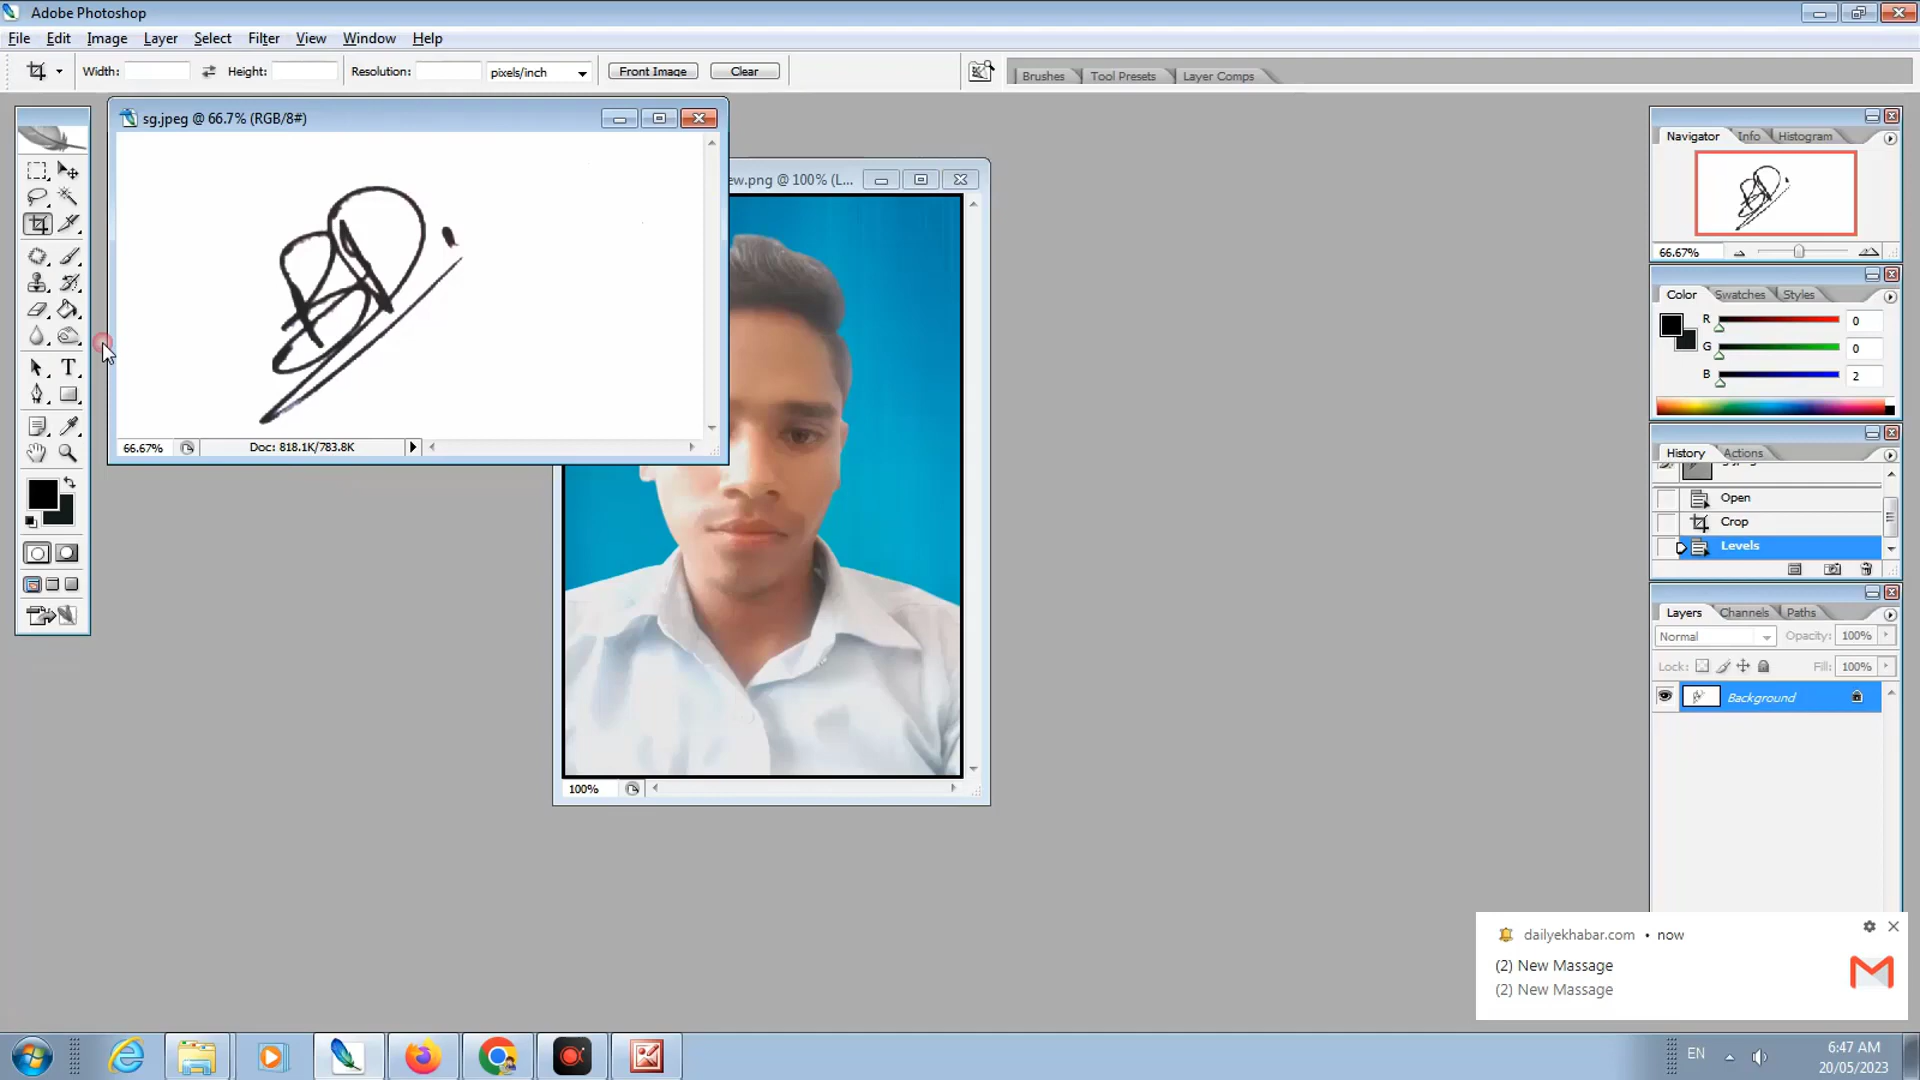 Adobe Photoshop
File Edit Image Layer Select Filter View Window Help
Width: Height: Resolution: pixels/inch Front Image Clear Brushes Tool Presets Layer Comps
sg.jpeg @ 66.7% (RGB/8#)
ew.png @ 100% (L...
66.67% Doc: 818.1K/783.8K
100%
Navigator Info Histogram
66.67%
Color Swatches Styles
R 0
G 0
B 2
History Actions
Open
Crop
Levels
Layers Channels Paths
Normal Opacity: 100%
Lock: Fill: 100%
Background
dailyekhabar.com • now
(2) New Massage
(2) New Massage
EN 6:47 AM
20/05/2023